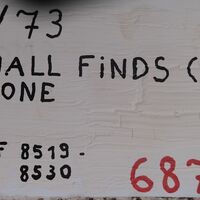 /73
ALL FiNDS (
ONE
F 8519-
8530
687